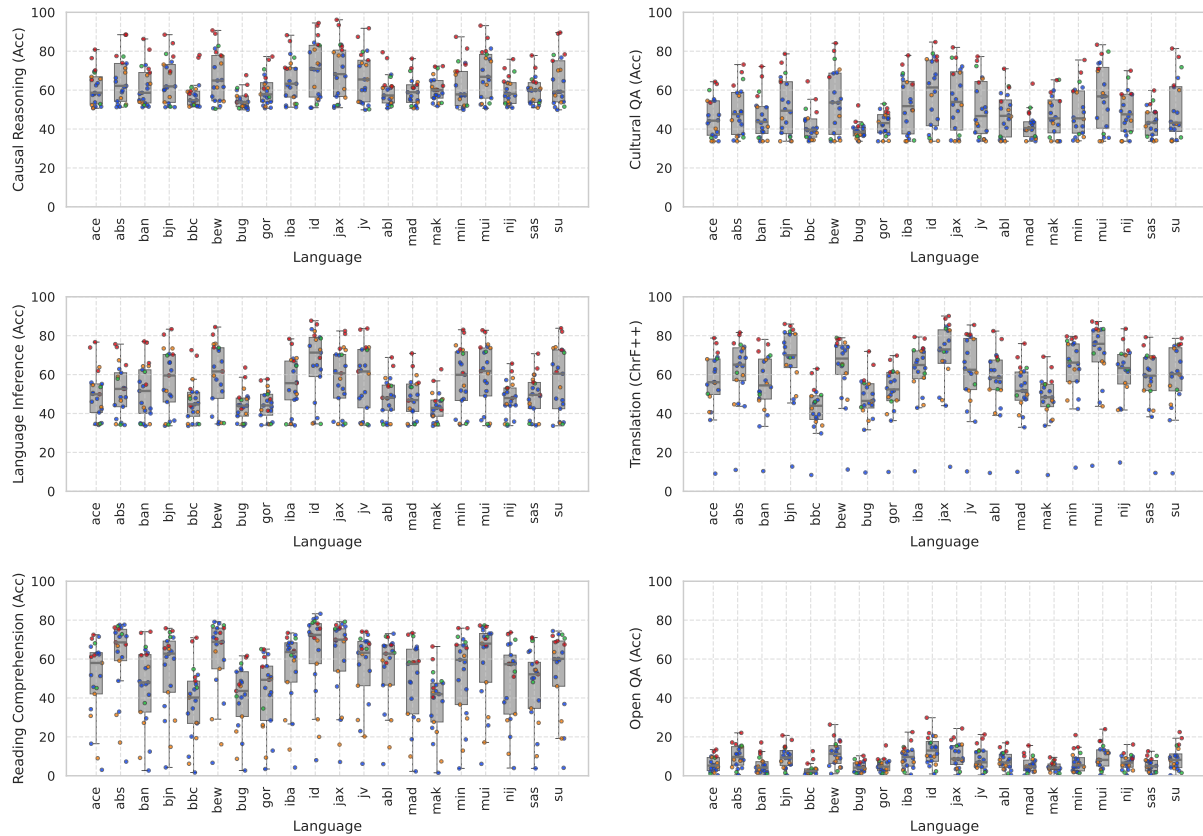 Causal Reasoning (Acc)
100
80
60
40
20
0
ace abs ban bjn bbc bew bug gor iba id jax jv abl mad mak min mui nij sas su
Language
Cultural QA (Acc)
100
80
60
40
20
0
ace abs ban bjn bbc bew bug gor iba id jax jv abl mad mak min mui nij sas su
Language
Language Inference (Acc)
100
80
60
40
20
0
ace abs ban bjn bbc bew bug gor iba id jax jv abl mad mak min mui nij sas su
Language
Translation (ChrF++)
100
80
60
40
20
0
ace abs ban bjn bbc bew bug gor iba jax jv abl mad mak min mui nij sas su
Language
Reading Comprehension (Acc)
100
80
60
40
20
0
ace abs ban bjn bbc bew bug gor iba id jax jv abl mad mak min mui nij sas su
Language
Open QA (Acc)
100
80
60
40
20
0
ace abs ban bjn bbc bew bug gor iba id jax jv abl mad mak min mui nij sas su
Language